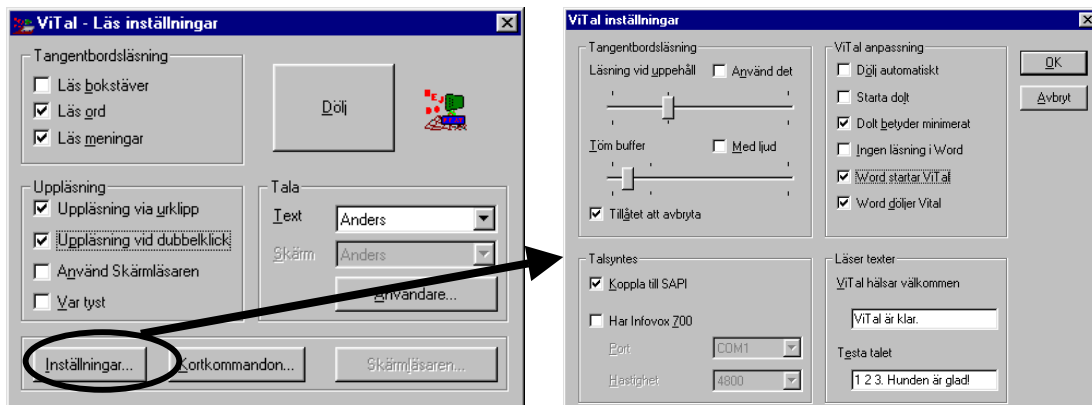 ViTal - Läs inställningar
Tangentbordsläsning
Läs bokstäver
Läs ord
Läs meningar
Dölj
Uppläsning
Uppläsning via urklipp
Uppläsning vid dubbelklick
Använd Skärmläsaren
Var tyst
Tala
Text Anders
Skärm Anders
Användare...
Inställningar... Kortkommandon... Skärmläsaren...
ViTal inställningar
Tangentbordsläsning
Läsning vid uppehåll Använd det
Töm buffer Med ljud
Tillåtet att avbryta
ViTal anpassning
Dölj automatiskt
Starta dolt
Dolt betyder minimerat
Ingen läsning i Word
Word startar ViTal
Word döljer Vital
OK
Avbryt
Talsyntes
Koppla till SAPI
Har Infovox 700
Port COM1
Hastighet 4800
Läser texter
ViTal hälsar välkommen
ViTal är klar.
Testa talet
1 2 3. Hunden är glad!